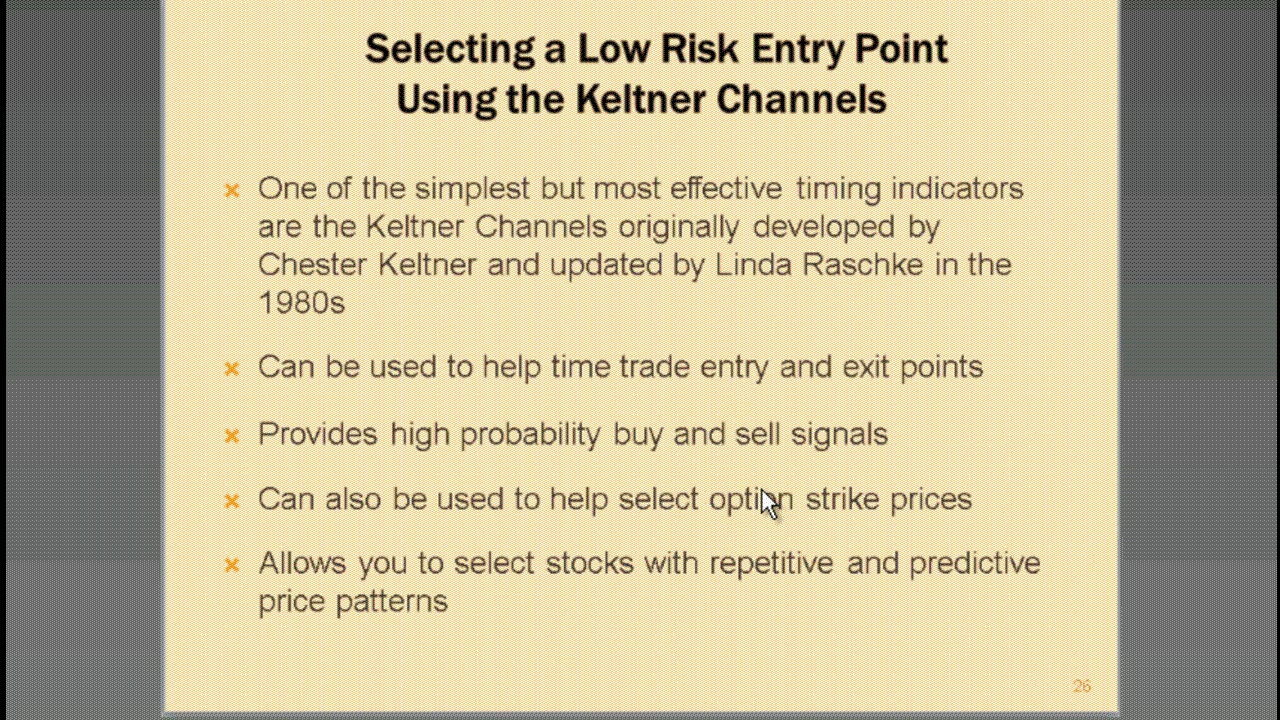 Selecting a Low Risk Entry Point
Using the Keltner Channels
One of the simplest but most effective timing indicators
are the Keltner Channels originally developed by
Chester Keltner and updated by Linda Raschke in the
1980s
Can be used to help time trade entry and exit points
Provides high probability buy and sell signals
Can also be used to help select option strike prices
Allows you to select stocks with repetitive and predictive
price patterns
26